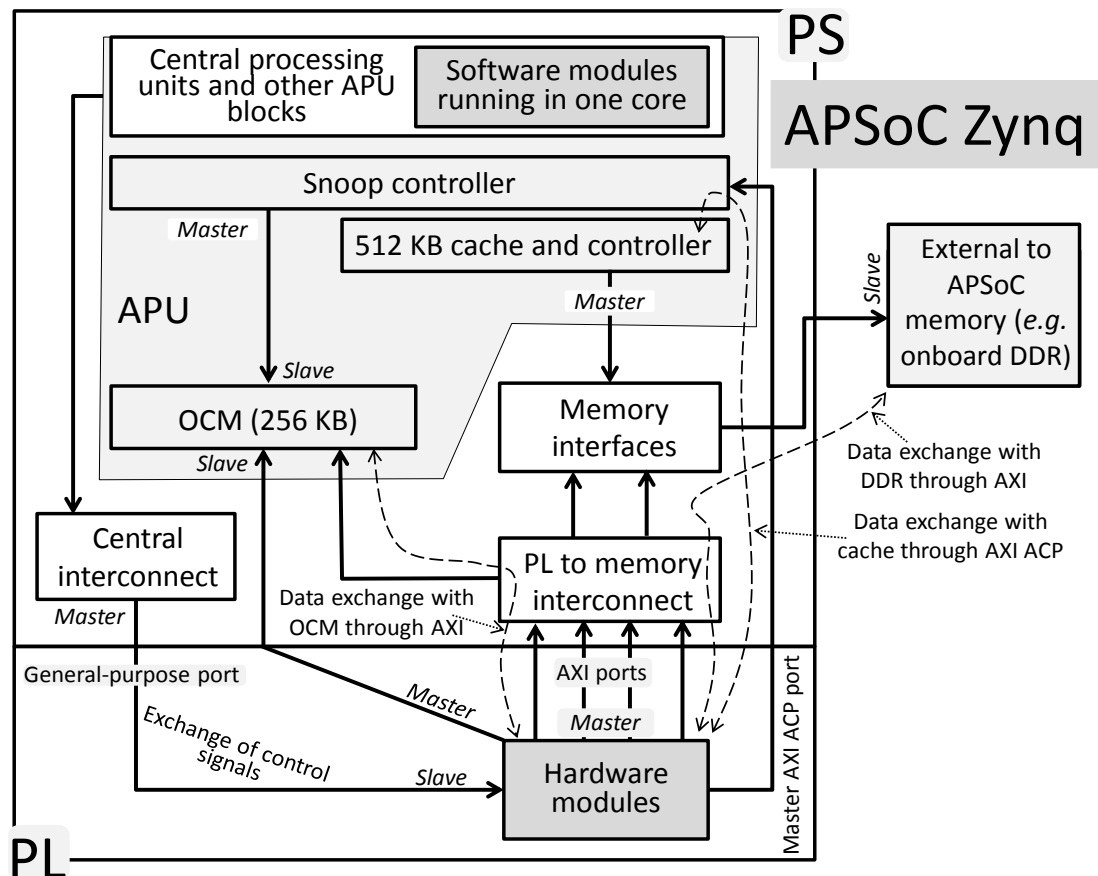 PS
Central processing
units and other APU
blocks
Software modules
running in one core
APSoC Zynq
Snoop controller
Master
512 KB cache and controller
Master
APU
Slave
External to
APSoC
memory (e.g.
onboard DDR)
Slave
OCM (256 KB)
Slave
Memory
interfaces
Data exchange with
DDR through AXI
Data exchange with
cache through AXI ACP
Central
interconnect
Master
PL to memory
interconnect
Data exchange with
OCM through AXI
General-purpose port
Master
AXI ports
Master
Master AXI ACP port
Exchange of control
signals
Slave
Hardware
modules
PL